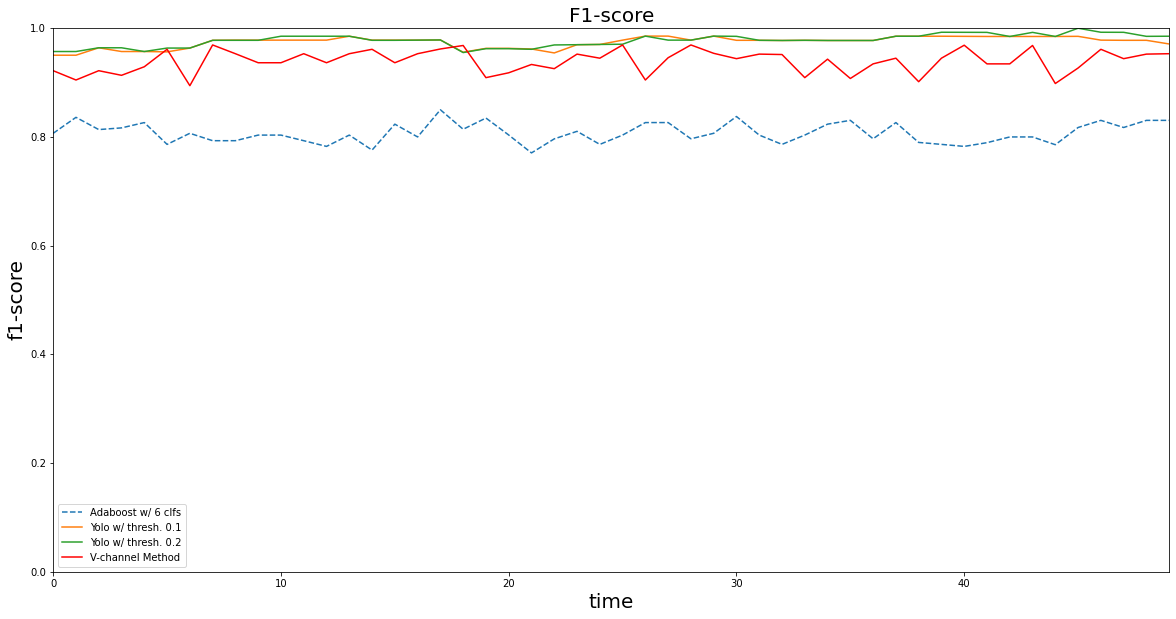 F1-score
1.0
0.8
0.6
0.4
0.2
0.0
f1-score
Adaboost w/ 6 clfs
Yolo w/ thresh. 0.1
Yolo w/ thresh. 0.2
V-channel Method
0 10 20 30 40
time